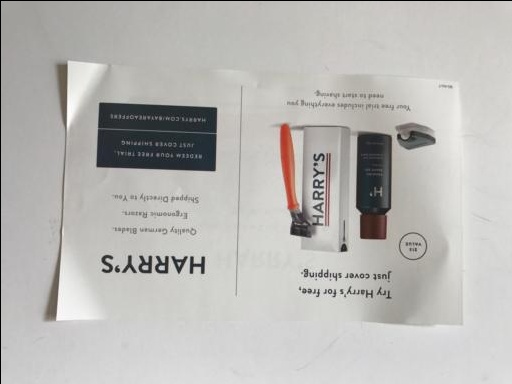 Try Harry's for free,
just cover shipping.
VALUE
HARRY'S
H'
Your free trial includes everything you
need to start shaving.
HARRY'S
Quality German Blades.
Ergonomic Razors.
Shipped Directly to You.
REDEEM YOUR FREE TRIAL,
JUST COVER SHIPPING
HARRYS.COM/BAYAREAOFFERS